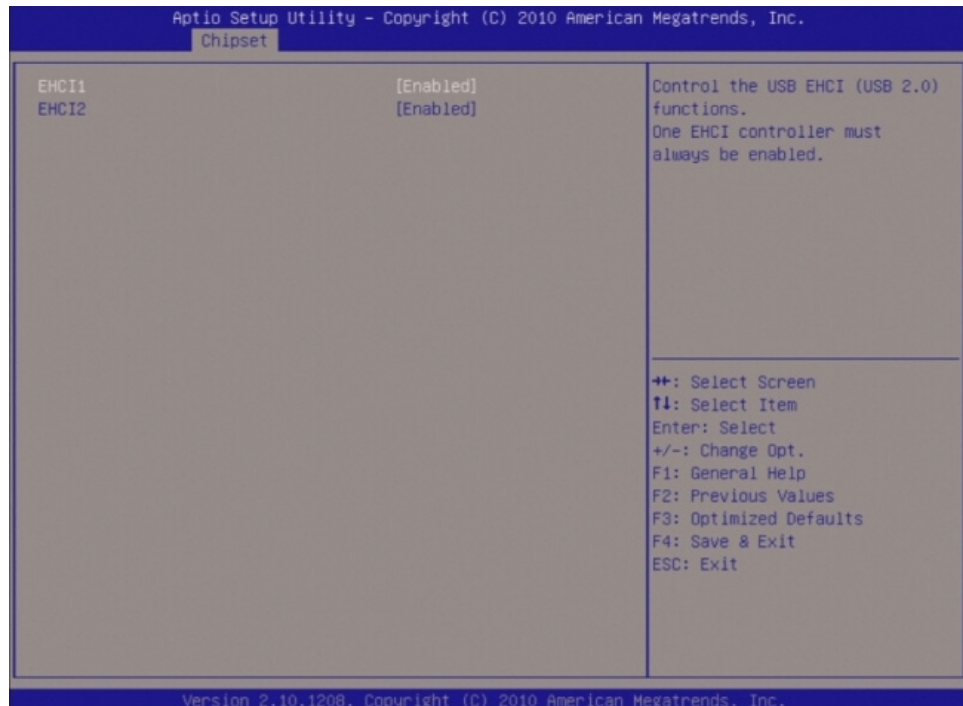 Aptio Setup Utility – Copyright (C) 2010 American Megatrends, Inc.
Chipset
EHCI1 [Enabled]
EHCI2 [Enabled]
Control the USB EHCI (USB 2.0)
functions.
One EHCI controller must
always be enabled.
→←: Select Screen
↑↓: Select Item
Enter: Select
+/-: Change Opt.
F1: General Help
F2: Previous Values
F3: Optimized Defaults
F4: Save & Exit
ESC: Exit
Version 2.10.1208. Copyright (C) 2010 American Megatrends, Inc.